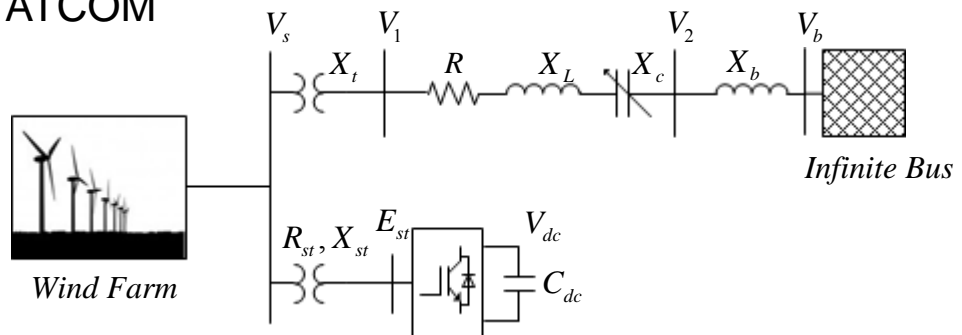 ATCOM
V_s
V_1
V_2
V_b
X_t
R
X_L
X_c
X_b
Infinite Bus
R_st, X_st
E_st
V_dc
C_dc
Wind Farm